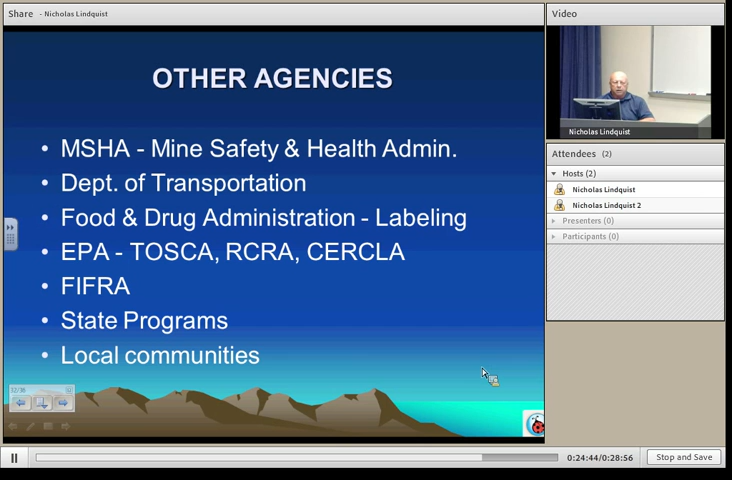 Share - Nicholas Lindquist
OTHER AGENCIES
• MSHA - Mine Safety & Health Admin.
• Dept. of Transportation
• Food & Drug Administration - Labeling
• EPA - TOSCA, RCRA, CERCLA
• FIFRA
• State Programs
• Local communities
Video
Nicholas Lindquist
Attendees (2)
Hosts (2)
Nicholas Lindquist
Nicholas Lindquist 2
Presenters (0)
Participants (0)
0:24:44/0:28:56
Stop and Save